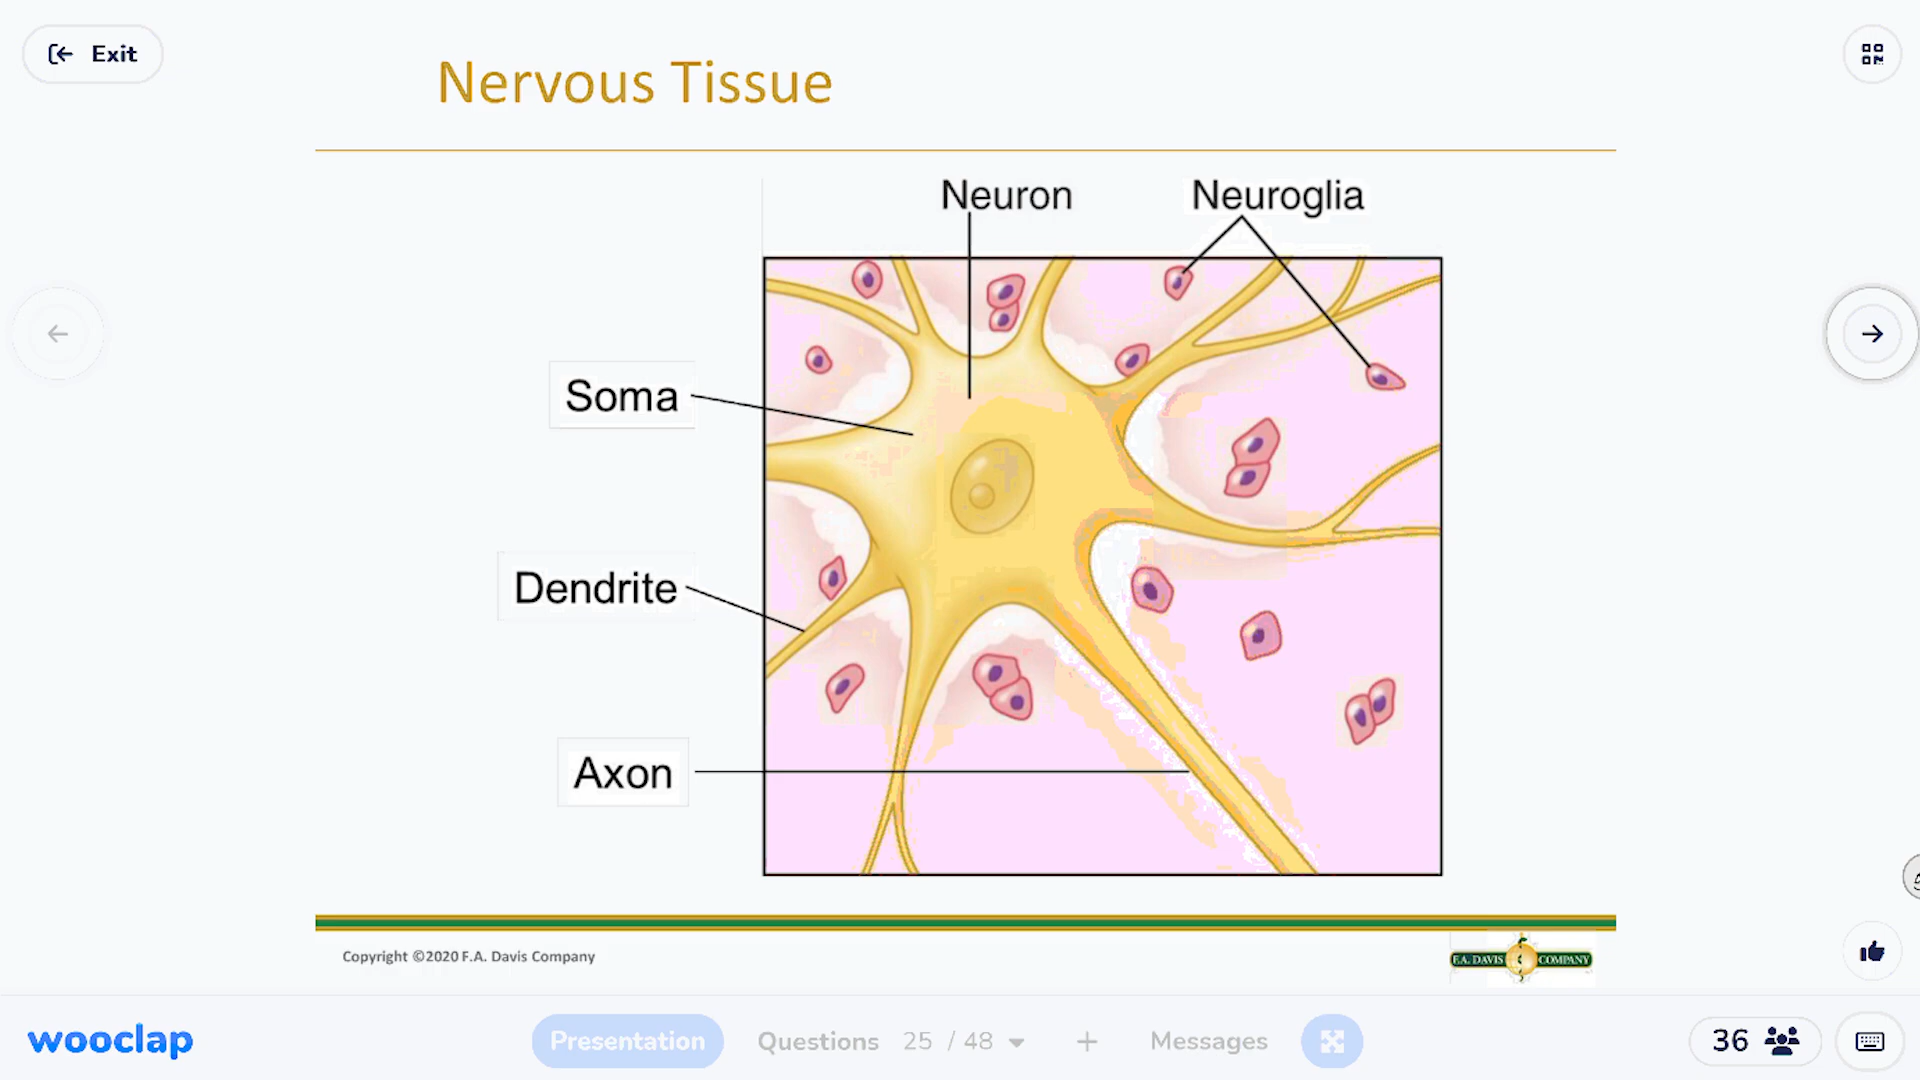 Exit
Nervous Tissue
Neuron
Neuroglia
Soma
Dendrite
Axon
Copyright ©2020 F.A. Davis Company
F.A. DAVIS COMPANY
wooclap
Presentation Questions 25 / 48 + Messages 36